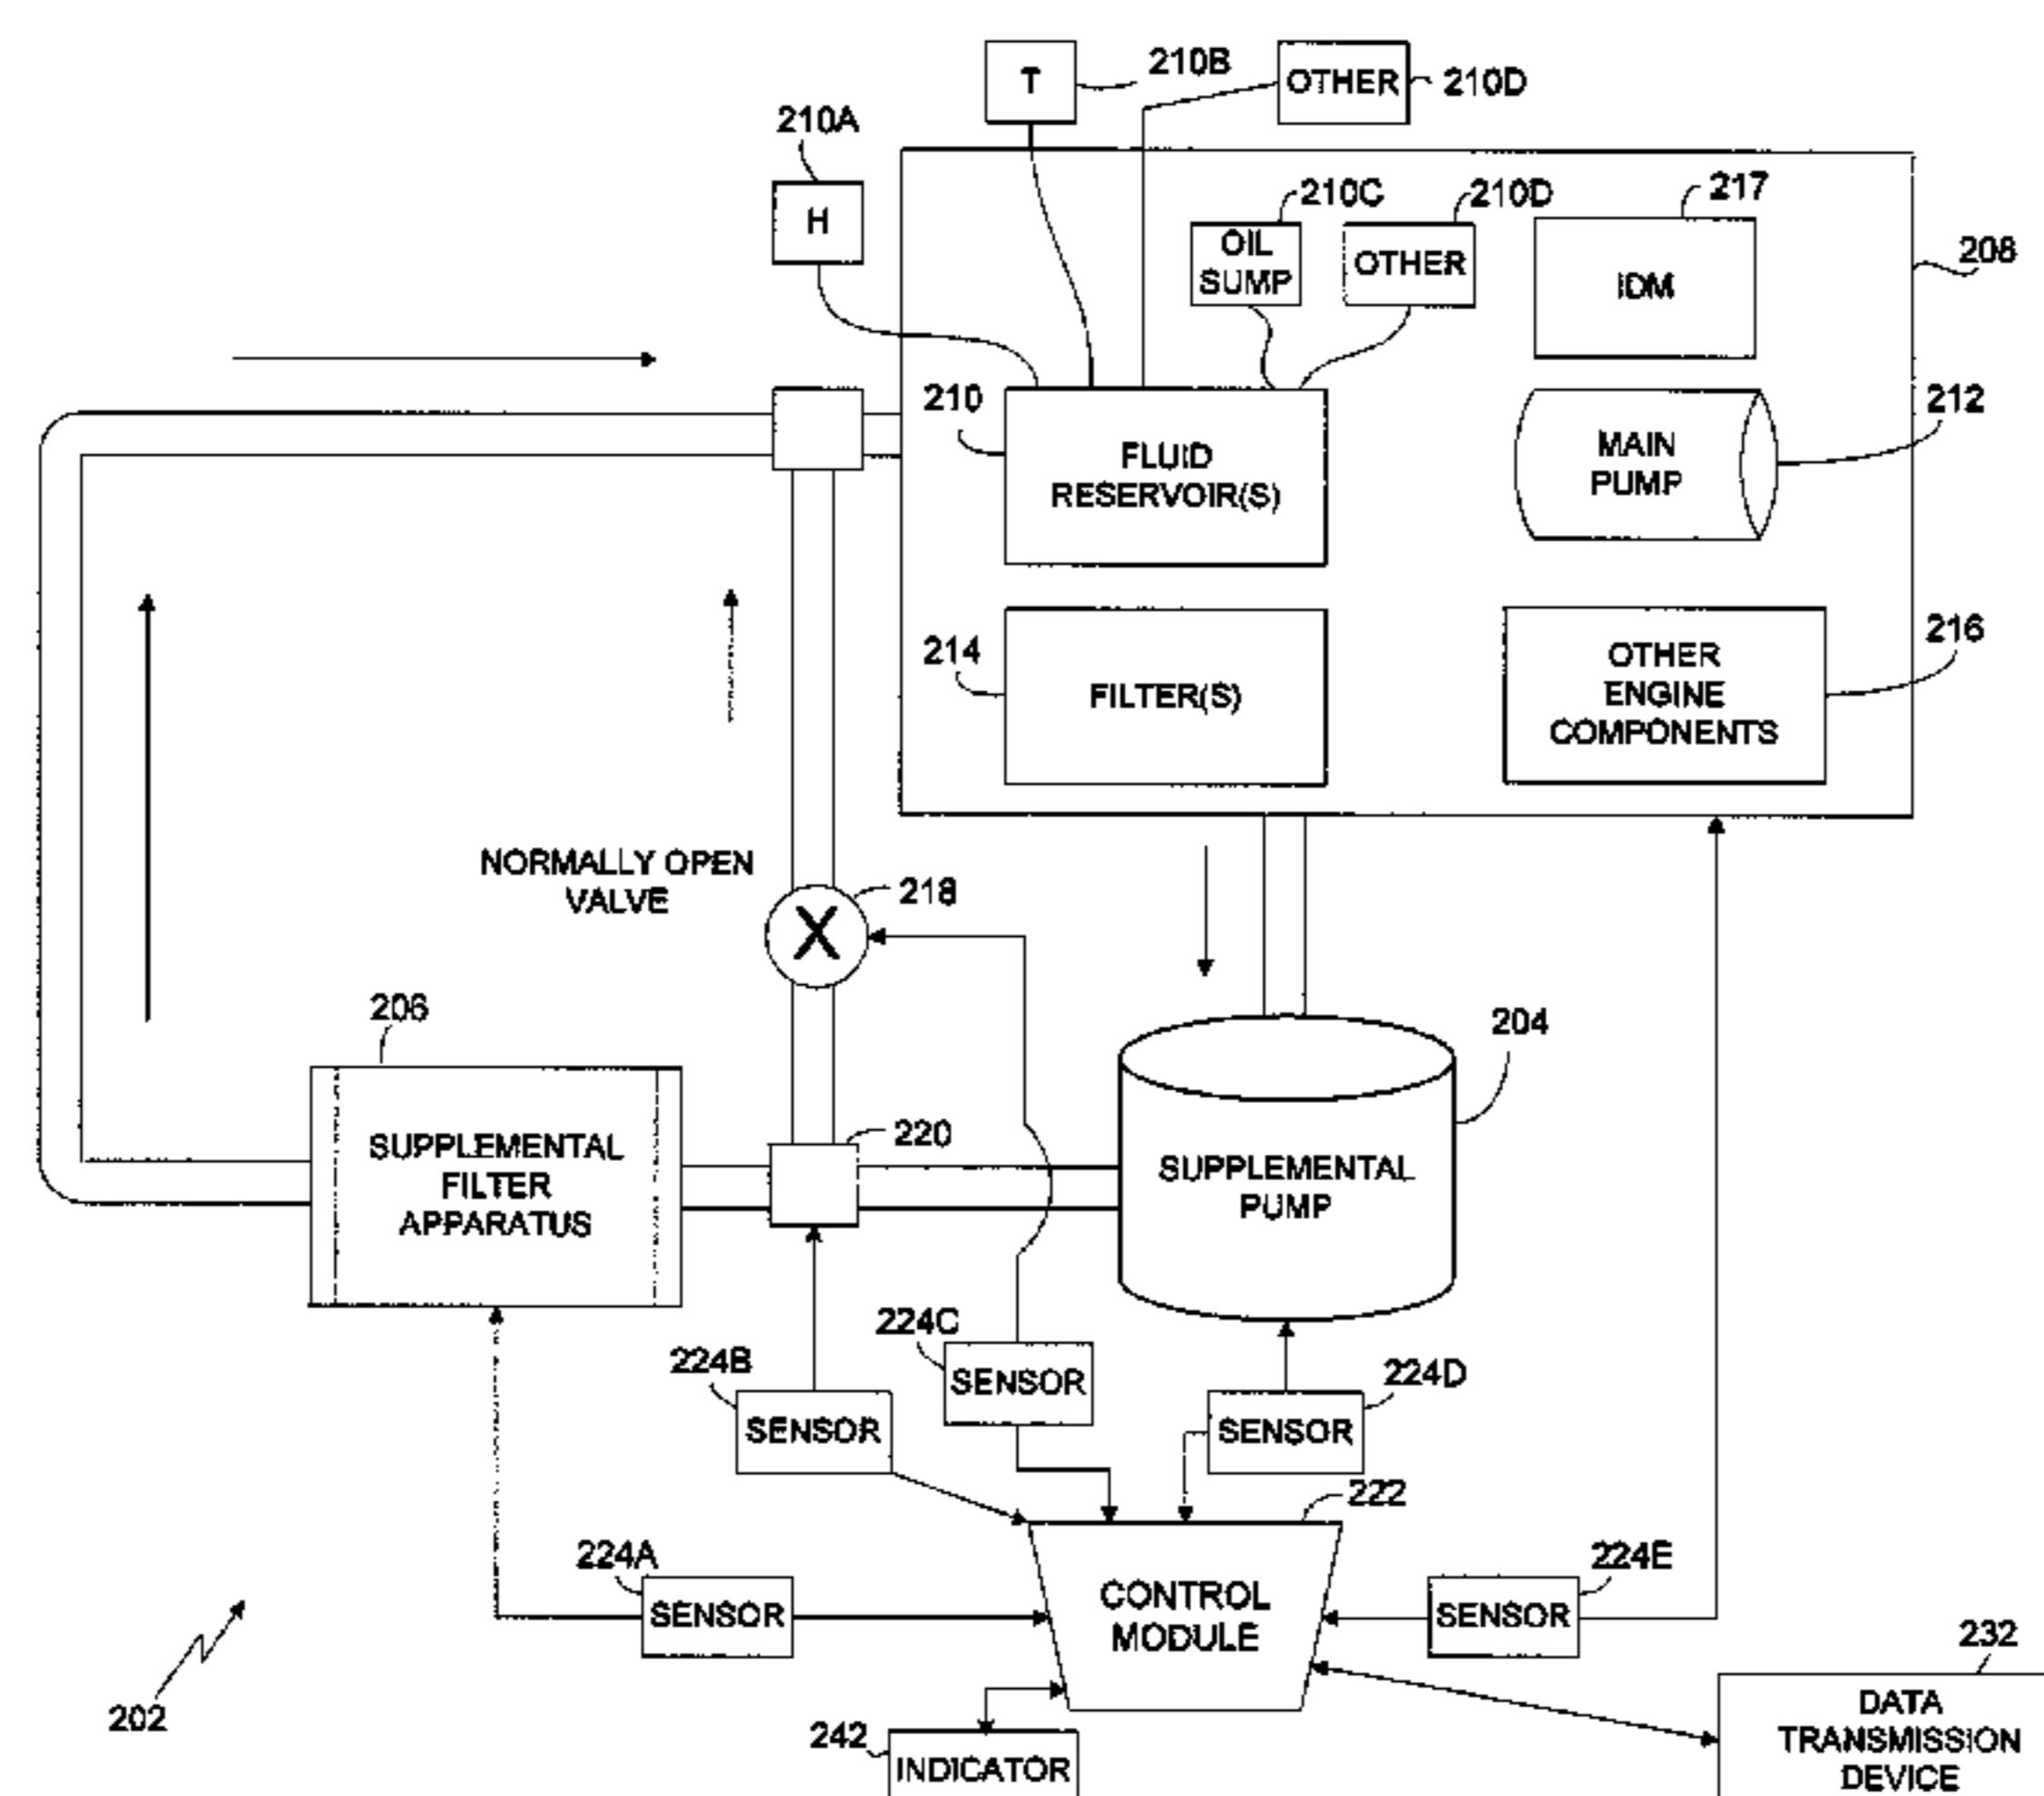 T
210B
OTHER
210D
210A
H
210C
OIL
SUMP
210D
OTHER
217
IDM
208
210
FLUID
RESERVOIR(S)
MAIN
PUMP
212
214
FILTER(S)
OTHER
ENGINE
COMPONENTS
216
NORMALLY OPEN
VALVE
218
X
206
SUPPLEMENTAL
FILTER
APPARATUS
220
204
SUPPLEMENTAL
PUMP
224C
SENSOR
224B
SENSOR
224D
SENSOR
222
224A
SENSOR
CONTROL
MODULE
224E
SENSOR
202
242
INDICATOR
232
DATA
TRANSMISSION
DEVICE